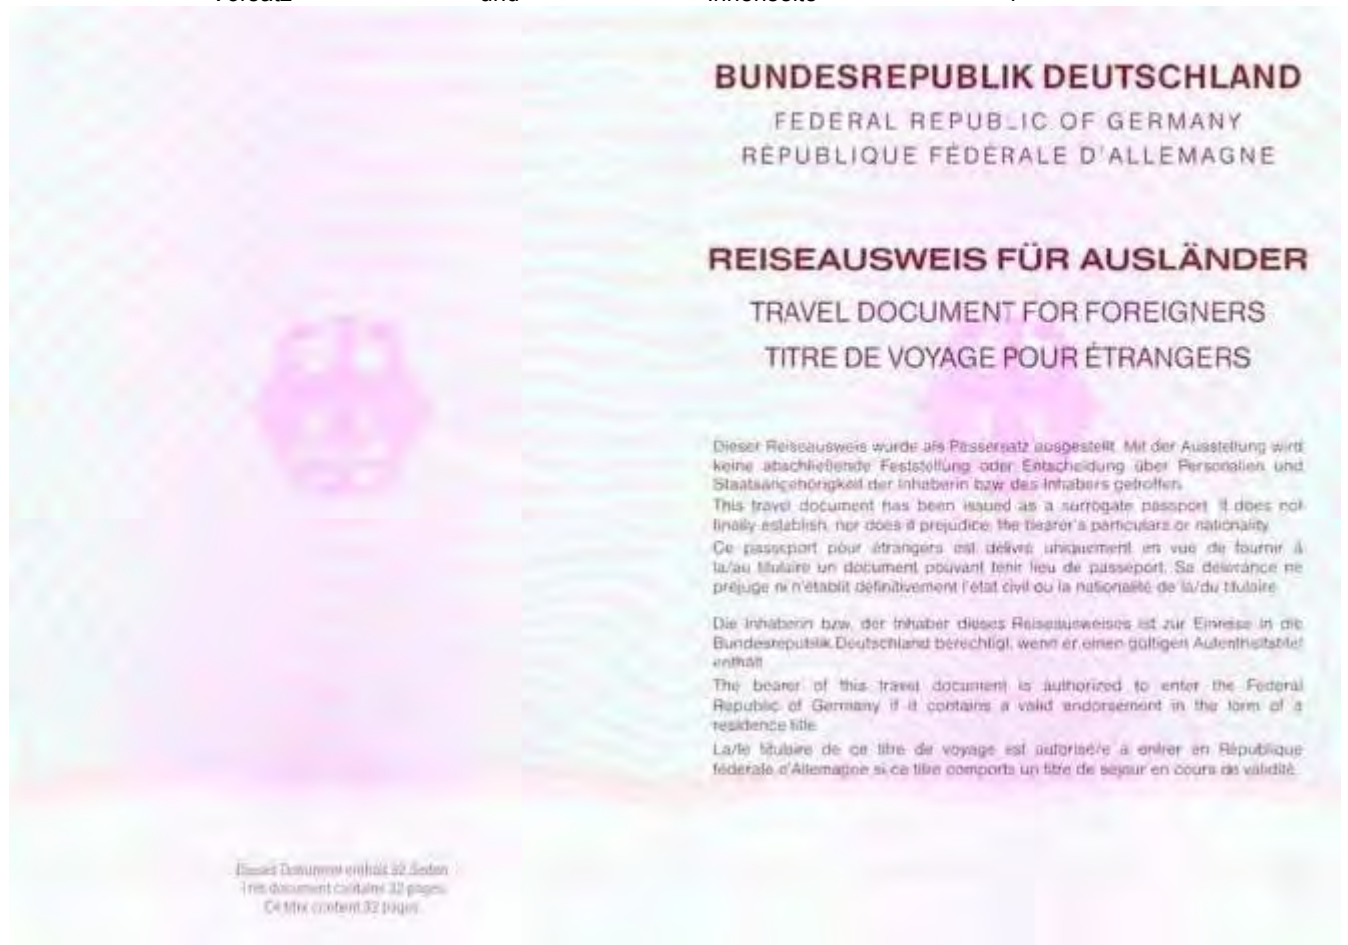 Vorsatz und Innenseite
BUNDESREPUBLIK DEUTSCHLAND
FEDERAL REPUBLIC OF GERMANY
RÉPUBLIQUE FÉDÉRALE D'ALLEMAGNE
REISEAUSWEIS FÜR AUSLÄNDER
TRAVEL DOCUMENT FOR FOREIGNERS
TITRE DE VOYAGE POUR ÉTRANGERS
Dieser Reiseausweis wurde als Passersatz ausgestellt. Mit der Ausstellung wird
keine abschließende Feststellung oder Entscheidung über Personalien und
Staatsangehörigkeit der Inhaberin bzw. des Inhabers getroffen.
This travel document has been issued as a surrogate passport. It does not
finally establish, nor does it prejudice, the bearer's particulars or nationality.
Ce passeport pour étrangers est délivré uniquement en vue de fournir à
la/au titulaire un document pouvant tenir lieu de passeport. Sa délivrance ne
préjuge ni n'établit définitivement l'état civil ou la nationalité de la/du titulaire.
Die Inhaberin bzw. der Inhaber dieses Reiseausweises ist zur Einreise in die
Bundesrepublik Deutschland berechtigt, wenn er einen gültigen Aufenthaltstitel
enthält.
The bearer of this travel document is authorized to enter the Federal
Republic of Germany if it contains a valid endorsement in the form of a
residence title.
La/le titulaire de ce titre de voyage est autorisé/e à entrer en République
fédérale d'Allemagne si ce titre comporte un titre de séjour en cours de validité.
Dieses Dokument enthält 32 Seiten
This document contains 32 pages.
Ce titre contient 32 pages